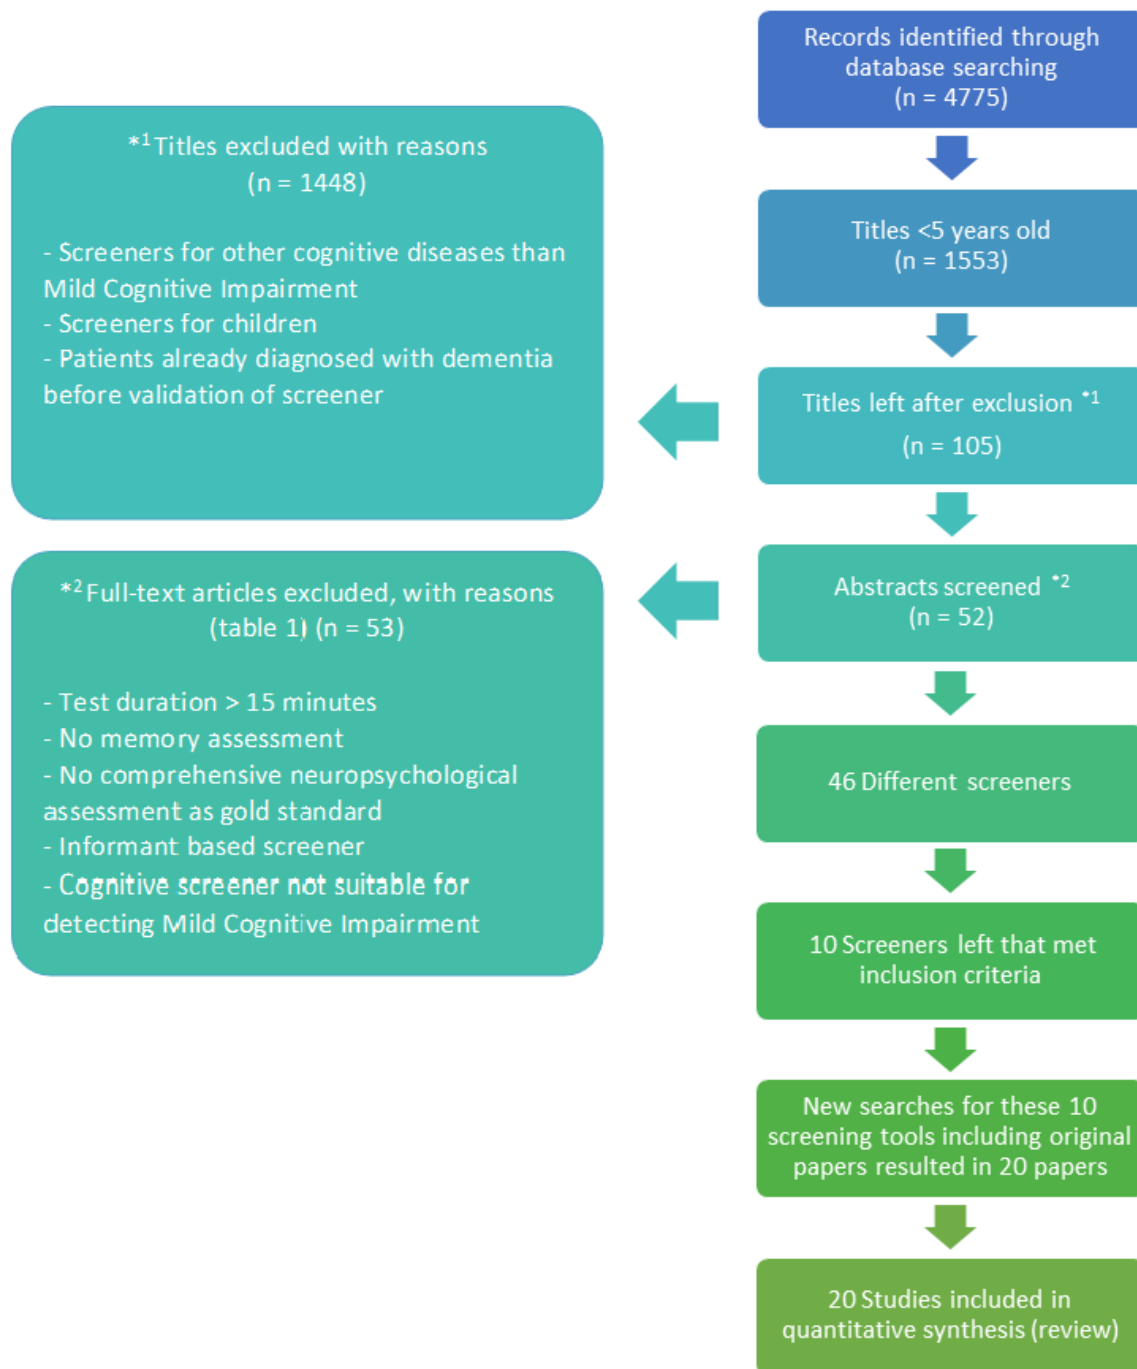 Records identified through
database searching
(n = 4775)
Titles <5 years old
(n = 1553)
Titles left after exclusion *1
(n = 105)
*1 Titles excluded with reasons
(n = 1448)
- Screeners for other cognitive diseases than
Mild Cognitive Impairment
- Screeners for children
- Patients already diagnosed with dementia
before validation of screener
Abstracts screened *2
(n = 52)
*2 Full-text articles excluded, with reasons
(table 1) (n = 53)
- Test duration > 15 minutes
- No memory assessment
- No comprehensive neuropsychological
assessment as gold standard
- Informant based screener
- Cognitive screener not suitable for
detecting Mild Cognitive Impairment
46 Different screeners
10 Screeners left that met
inclusion criteria
New searches for these 10
screening tools including original
papers resulted in 20 papers
20 Studies included in
quantitative synthesis (review)